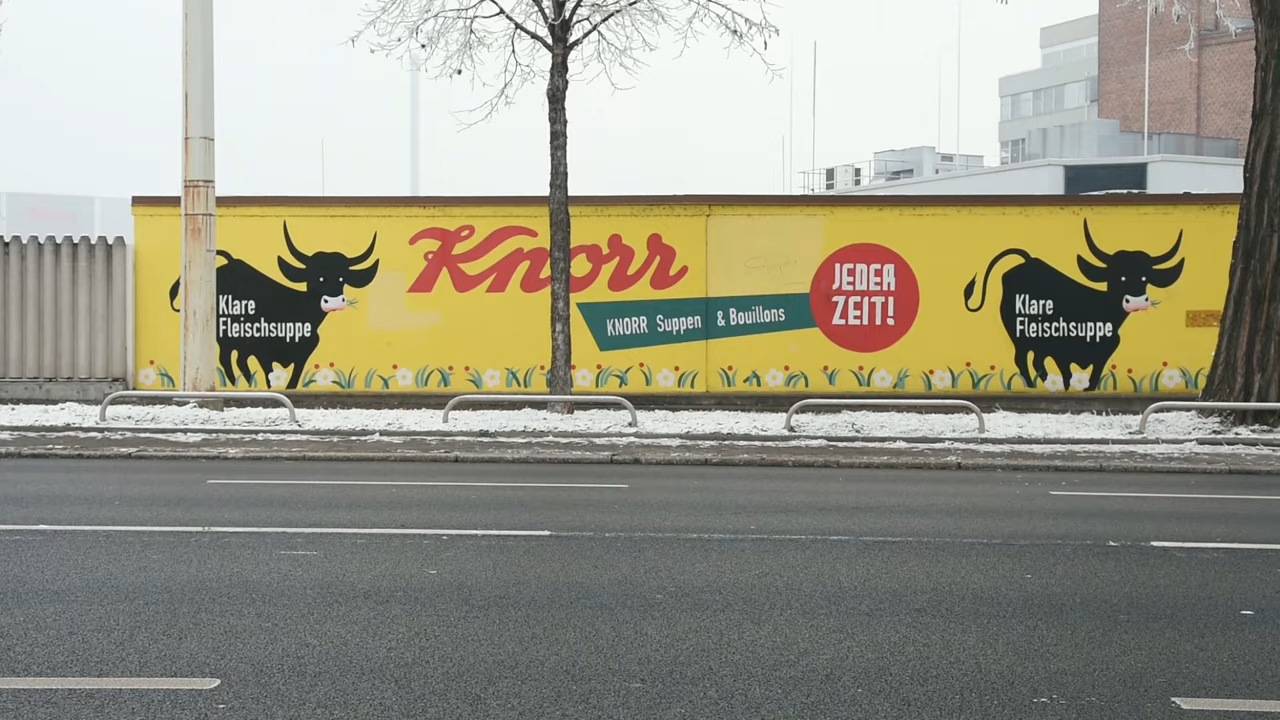 Klare
Fleischsuppe
Knorr
KNORR Suppen & Bouillons
JEDER
ZEIT!
Klare
Fleischsuppe